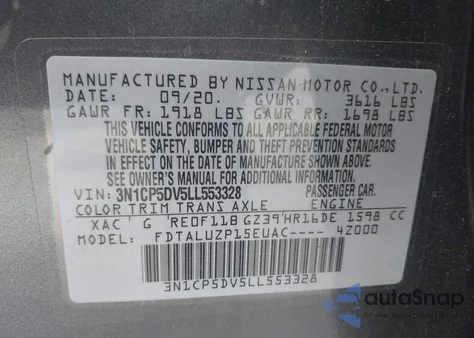 MANUFACTURED BY NISSAN MOTOR CO., LTD.
DATE: 09/20. GVWR: 3616 LBS
GAWR FR: 1918 LBS GAWR RR: 1698 LBS
THIS VEHICLE CONFORMS TO ALL APPLICABLE FEDERAL MOTOR
VEHICLE SAFETY, BUMPER AND THEFT PREVENTION STANDARDS
IN EFFECT ON THE DATE OF MANUFACTURE SHOWN ABOVE.
SEE OWNER'S MANUAL FOR ADDITIONAL INFORMATION.
VIN: 3N1CP5DV5LL553328 PASSENGER CAR.
COLOR TRIM TRANS AXLE ENGINE
XAC G RE0F11B GZ39 HR16DE 1598 CC
MODEL: FDTALUZP15EUAC---- 4Z000
3N1CP5DV5LL553328
autoSnap